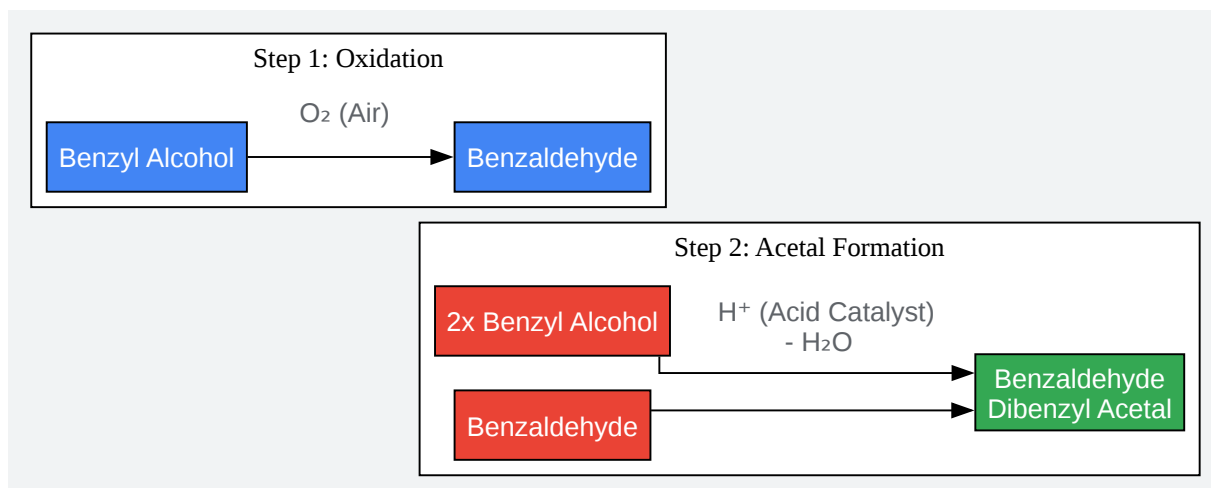 Step 1: Oxidation
O₂ (Air)
Benzyl Alcohol
Benzaldehyde
Step 2: Acetal Formation
2x Benzyl Alcohol
H⁺ (Acid Catalyst)
- H₂O
Benzaldehyde
Benzaldehyde
Dibenzyl Acetal